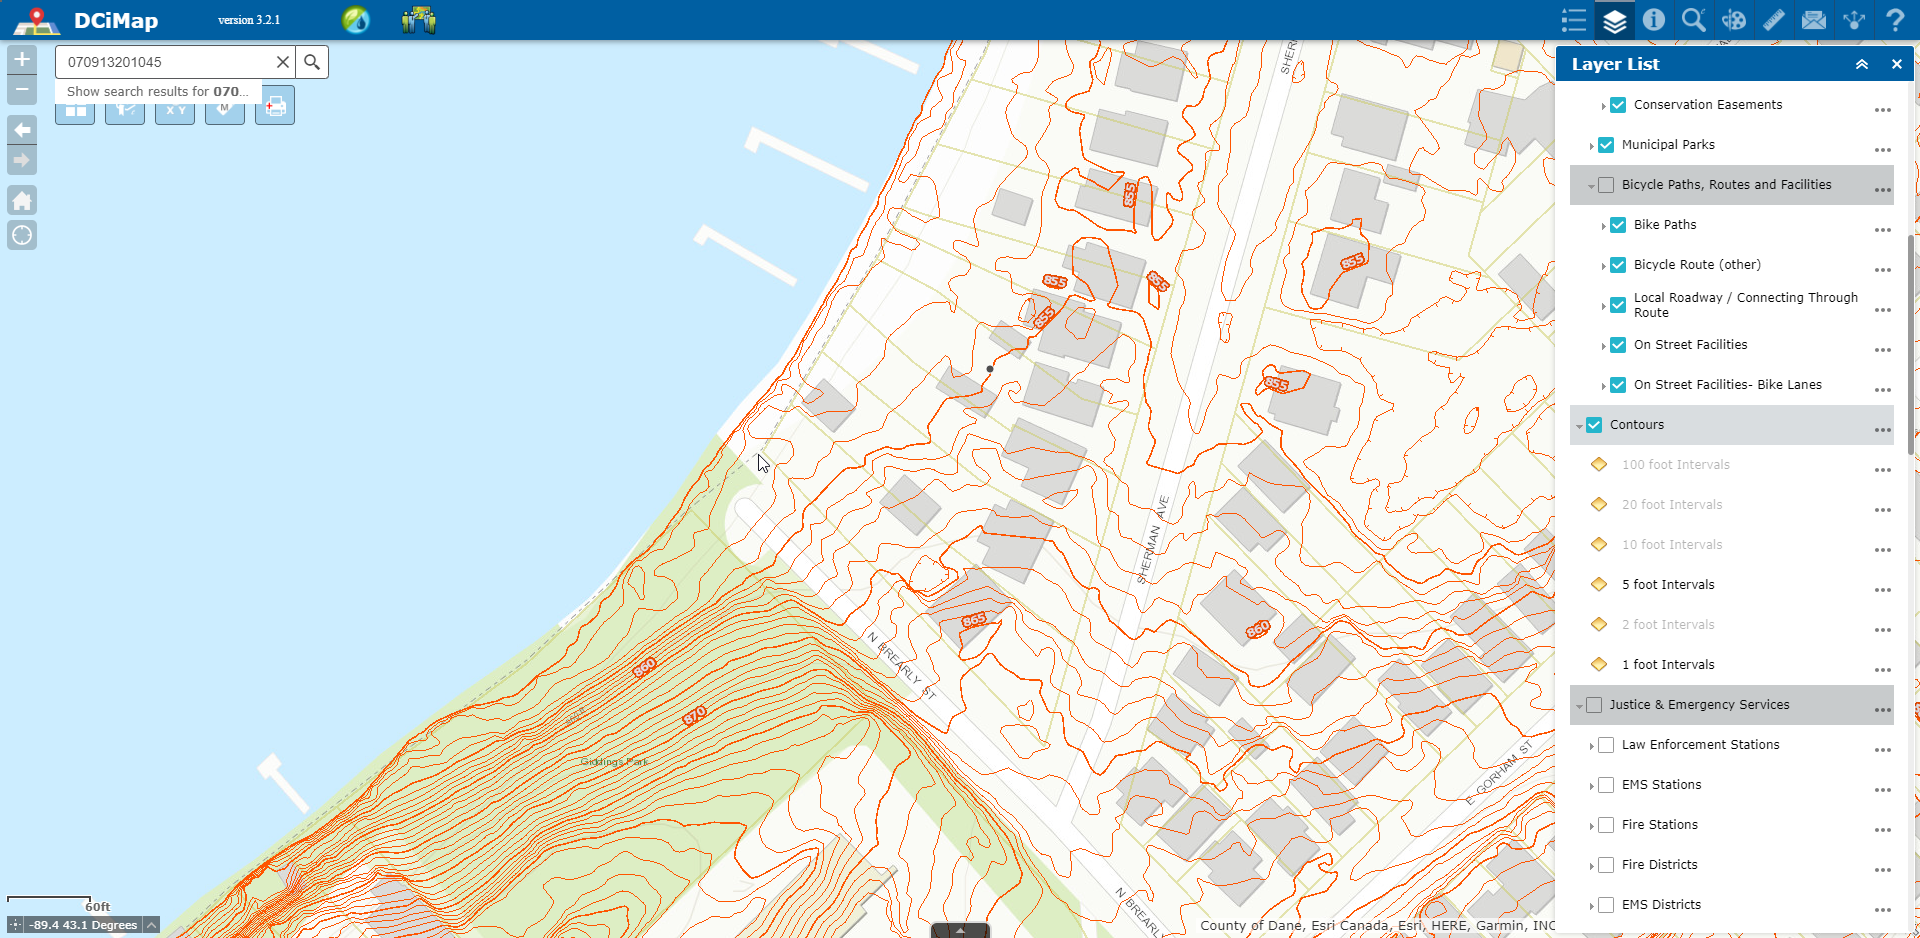 DCiMap
version 3.2.1
070913201045
Show search results for 070...
X Y
M
Layer List
Conservation Easements
Municipal Parks
Bicycle Paths, Routes and Facilities
Bike Paths
Bicycle Route (other)
Local Roadway / Connecting Through
Route
On Street Facilities
On Street Facilities- Bike Lanes
Contours
100 foot Intervals
20 foot Intervals
10 foot Intervals
5 foot Intervals
2 foot Intervals
1 foot Intervals
Justice & Emergency Services
Law Enforcement Stations
EMS Stations
Fire Stations
Fire Districts
EMS Districts
SHERI
855
855
855
855
855
855
SHERMAN AVE
865
860
860
870
N BREARLY ST
Giddings Park
E GORHAM ST
N BREARLY
60ft
-89.4 43.1 Degrees
County of Dane, Esri Canada, Esri, HERE, Garmin, INC